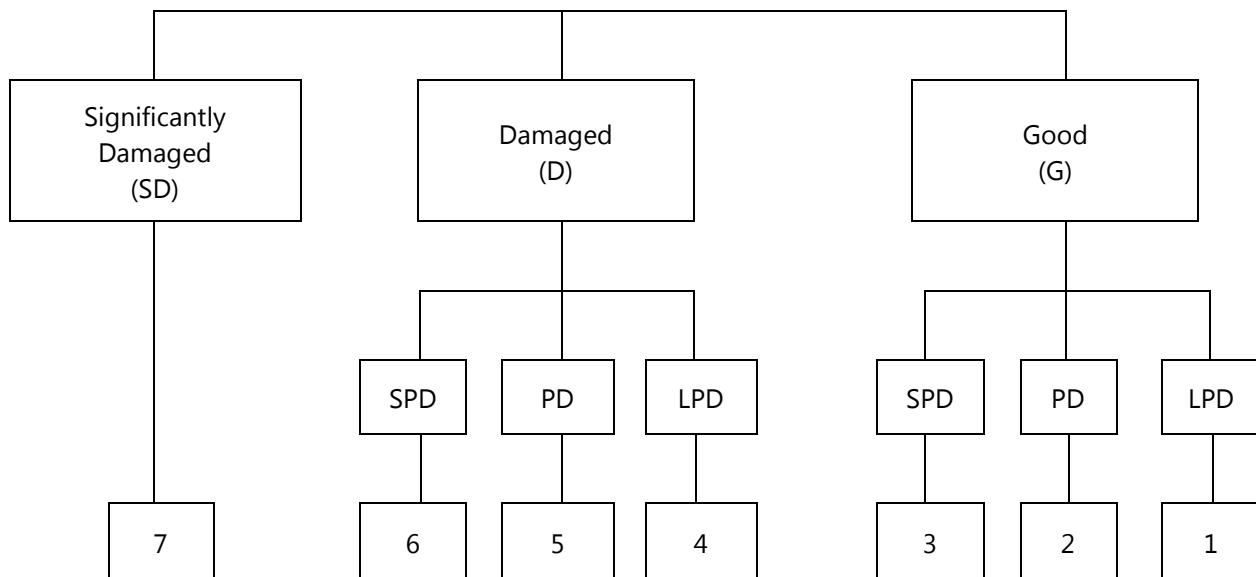 Significantly
Damaged
(SD)
Damaged
(D)
Good
(G)
SPD
PD
LPD
SPD
PD
LPD
7
6
5
4
3
2
1